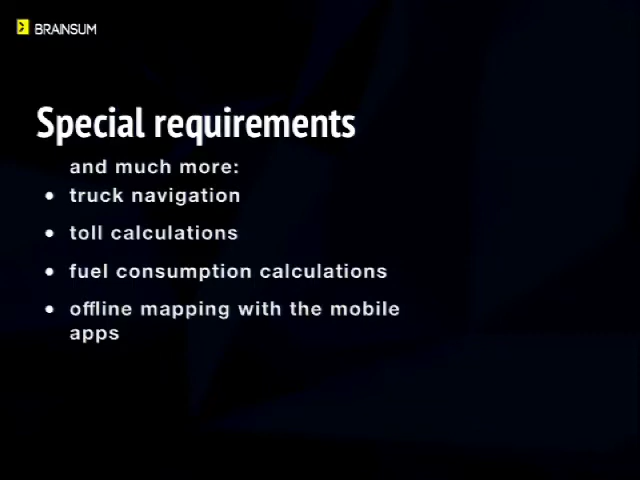 BRAINSUM
Special requirements
and much more:
• truck navigation
• toll calculations
• fuel consumption calculations
• offline mapping with the mobile
apps